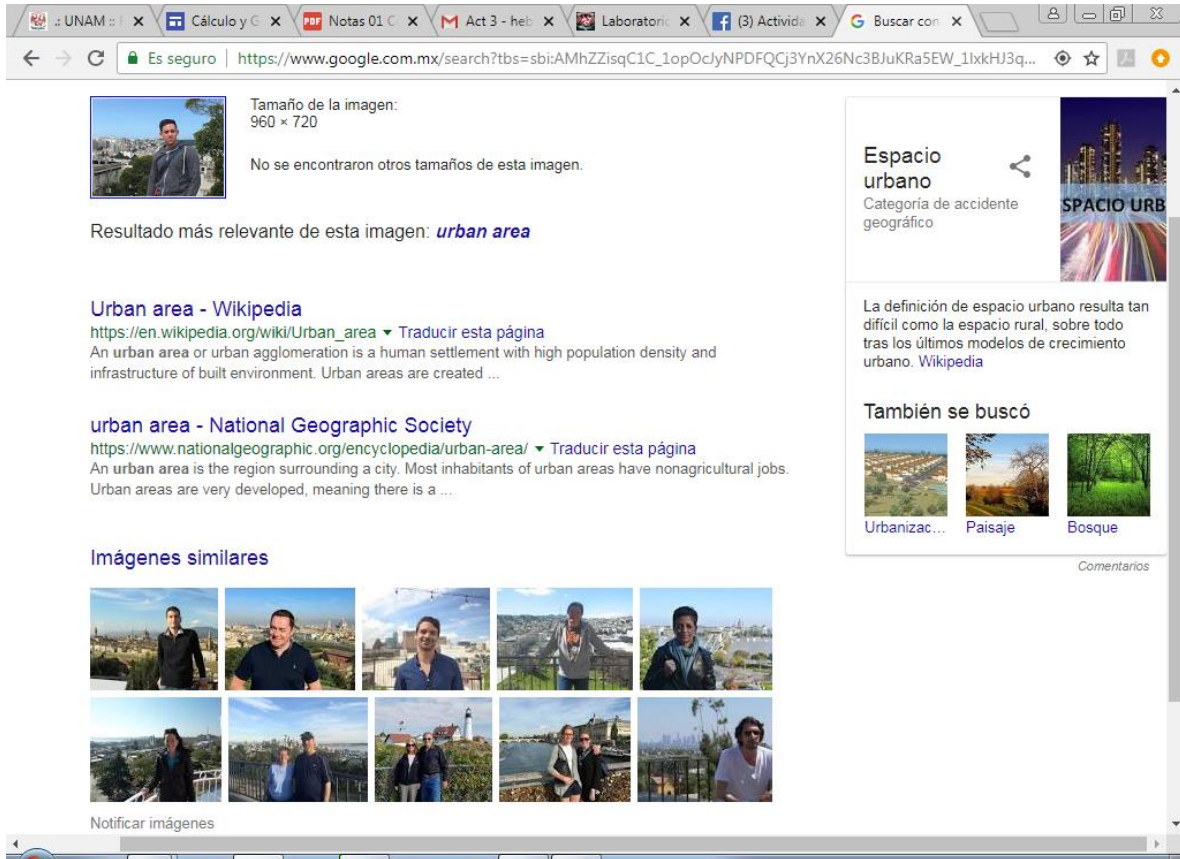 .: UNAM ::
Cálculo y G
Notas 01 C
Act 3 - heb
Laboratoric
(3) Activida
Buscar con
Es seguro
https://www.google.com.mx/search?tbs=sbi:AMhZZisqC1C_1opOcJyNPDFQCj3YnX26Nc3BJuKRa5EW_1IxkHJ3q...
Tamaño de la imagen:
960 × 720
No se encontraron otros tamaños de esta imagen.
Resultado más relevante de esta imagen: urban area
Urban area - Wikipedia
https://en.wikipedia.org/wiki/Urban_area ▾ Traducir esta página
An urban area or urban agglomeration is a human settlement with high population density and
infrastructure of built environment. Urban areas are created ...
urban area - National Geographic Society
https://www.nationalgeographic.org/encyclopedia/urban-area/ ▾ Traducir esta página
An urban area is the region surrounding a city. Most inhabitants of urban areas have nonagricultural jobs.
Urban areas are very developed, meaning there is a ...
Imágenes similares
Notificar imágenes
Espacio
urbano
Categoría de accidente
geográfico
SPACIO URB
La definición de espacio urbano resulta tan
difícil como la espacio rural, sobre todo
tras los últimos modelos de crecimiento
urbano. Wikipedia
También se buscó
Urbanizac...
Paisaje
Bosque
Comentarios